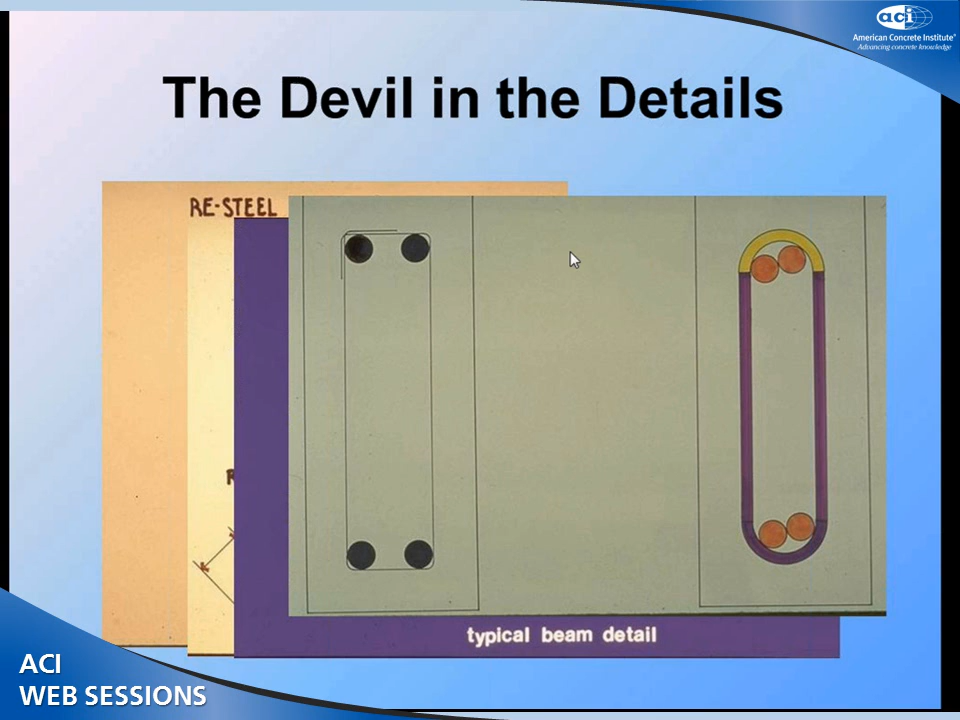 aci
American Concrete Institute®
Advancing concrete knowledge
The Devil in the Details
RE-STEEL
R
typical beam detail
ACI
WEB SESSIONS